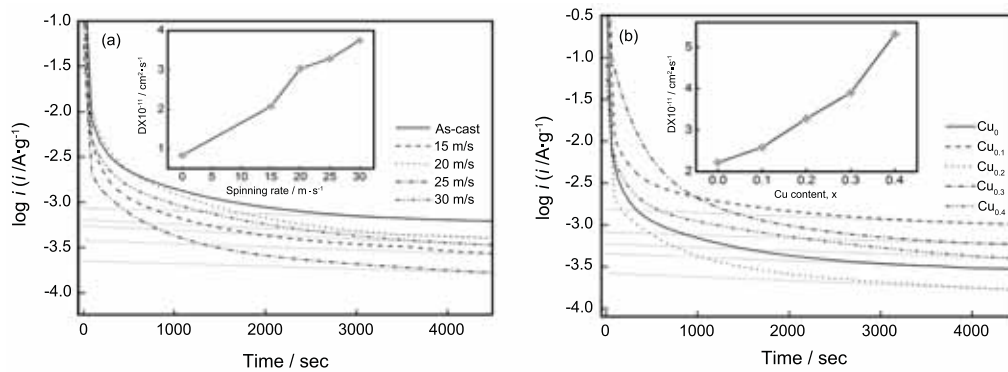 (a)
log i (i/A·g⁻¹)
-1.0
-1.5
-2.0
-2.5
-3.0
-3.5
-4.0
0
1000
2000
3000
4000
Time / sec
DX10⁻¹¹ / cm²·s⁻¹
4
3
2
1
0
5
10
15
20
25
30
Spinning rate / m·s⁻¹
As-cast
15 m/s
20 m/s
25 m/s
30 m/s
(b)
log i (i/A·g⁻¹)
-0.5
-1.0
-1.5
-2.0
-2.5
-3.0
-3.5
-4.0
0
1000
2000
3000
4000
Time / sec
DX10⁻¹¹ / cm²·s⁻¹
5
4
3
2
0.0
0.1
0.2
0.3
0.4
Cu content, x
Cu₀
Cu₀.₁
Cu₀.₂
Cu₀.₃
Cu₀.₄